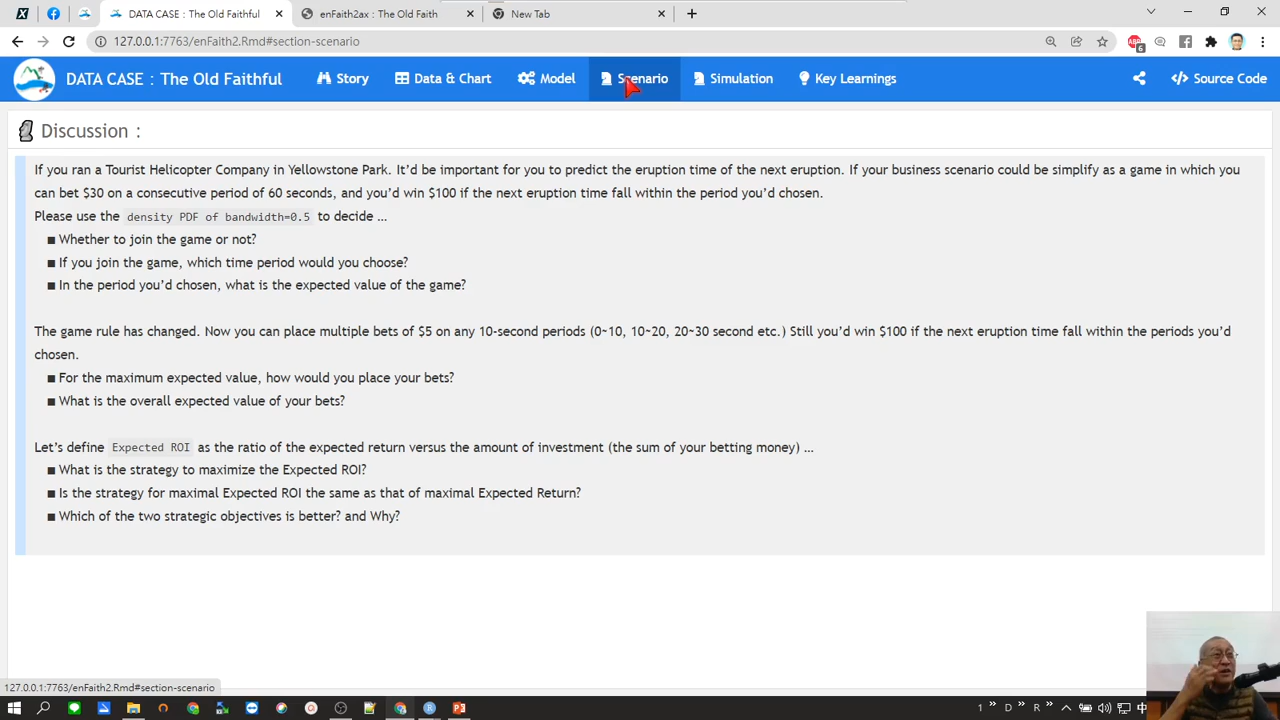 DATA CASE : The Old Faithful
enFaith2ax : The Old Faith
New Tab
127.0.0.1:7763/enFaith2.Rmd#section-scenario
ABP
6
DATA CASE : The Old Faithful
Story
Data & Chart
Model
Scenario
Simulation
Key Learnings
Source Code
Discussion :
If you ran a Tourist Helicopter Company in Yellowstone Park. It’d be important for you to predict the eruption time of the next eruption. If your business scenario could be simplify as a game in which you
can bet $30 on a consecutive period of 60 seconds, and you’d win $100 if the next eruption time fall within the period you’d chosen.
Please use the density PDF of bandwidth=0.5 to decide …
■ Whether to join the game or not?
■ If you join the game, which time period would you choose?
■ In the period you’d chosen, what is the expected value of the game?
The game rule has changed. Now you can place multiple bets of $5 on any 10-second periods (0~10, 10~20, 20~30 second etc.) Still you’d win $100 if the next eruption time fall within the periods you’d
chosen.
■ For the maximum expected value, how would you place your bets?
■ What is the overall expected value of your bets?
Let’s define Expected ROI as the ratio of the expected return versus the amount of investment (the sum of your betting money) …
■ What is the strategy to maximize the Expected ROI?
■ Is the strategy for maximal Expected ROI the same as that of maximal Expected Return?
■ Which of the two strategic objectives is better? and Why?
127.0.0.1:7763/enFaith2.Rmd#section-scenario
1 » D » R » 中